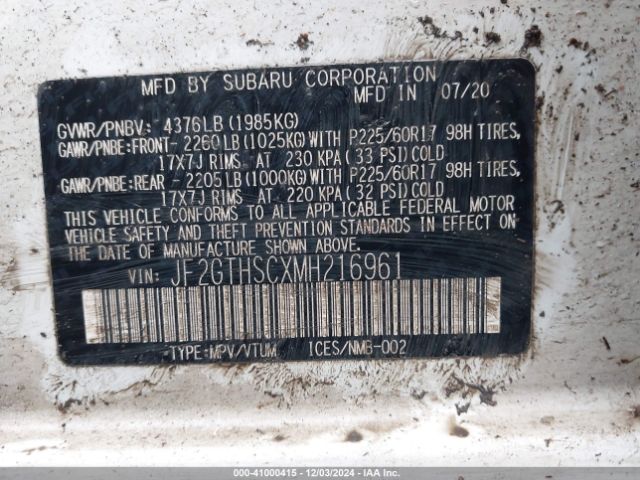 MFD BY SUBARU CORPORATION
MFD IN 07/20
GVWR/PNBV: 4376LB (1985KG)
GAWR/PNBE:FRONT- 2260LB (1025KG) WITH P225/60R17 98H TIRES,
17X7J RIMS AT 230 KPA (33 PSI) COLD
GAWR/PNBE:REAR - 2205LB (1000KG) WITH P225/60R17 98H TIRES,
17X7J RIMS AT 220 KPA (32 PSI) COLD
THIS VEHICLE CONFORMS TO ALL APPLICABLE FEDERAL MOTOR
VEHICLE SAFETY AND THEFT PREVENTION STANDARDS IN EFFECT ON
THE DATE OF MANUFACTURE SHOWN ABOVE.
VIN: JF2GTHSCXMH216961
TYPE:MPV/VTUM ICES/NMB-002
000-41000415 - 12/03/2024 - IAA Inc.